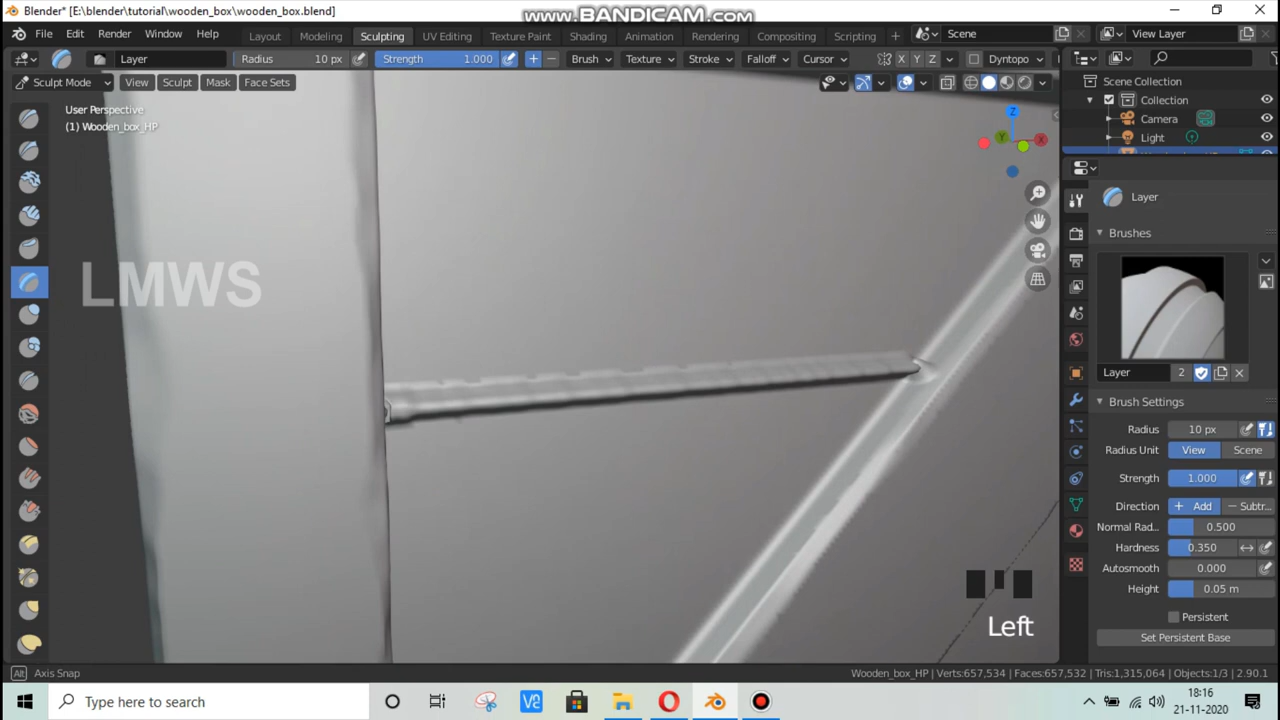 Blender* [E:\blender\tutorial\wooden_box\wooden_box.blend]
www.BANDICAM.com
File Edit Render Window Help Layout Modeling Sculpting UV Editing Texture Paint Shading Animation Rendering Compositing Scripting + Scene View Layer
Layer Radius 10 px Strength 1.000 + − Brush Texture Stroke Falloff Cursor X Y Z Dyntopo
Sculpt Mode View Sculpt Mask Face Sets
Scene Collection
Collection
Camera
Light
User Perspective
(1) Wooden_box_HP
Z
Y X
Layer
Brushes
LMWS
Layer 2
Brush Settings
Radius 10 px
Radius Unit View Scene
Strength 1.000
Direction + Add − Subtr...
Normal Rad... 0.500
Hardness 0.350
Autosmooth 0.000
Height 0.05 m
Persistent
Set Persistent Base
Left
Alt Axis Snap
Wooden_box_HP | Verts:657,534 | Faces:657,532 | Tris:1,315,064 | Objects:1/3 | 2.90.1
Type here to search
18:16
21-11-2020